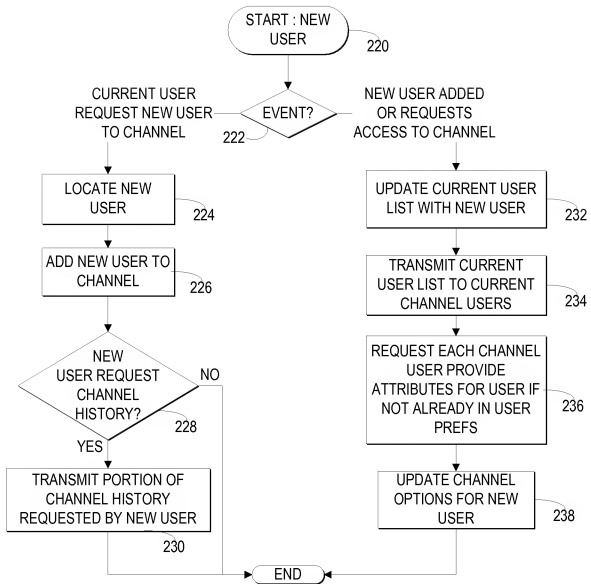 START : NEW
USER
220
EVENT?
222
CURRENT USER
REQUEST NEW USER
TO CHANNEL
NEW USER ADDED
OR REQUESTS
ACCESS TO CHANNEL
LOCATE NEW
USER
224
ADD NEW USER TO
CHANNEL
226
NEW
USER REQUEST
CHANNEL
HISTORY?
228
NO
YES
TRANSMIT PORTION OF
CHANNEL HISTORY
REQUESTED BY NEW USER
230
UPDATE CURRENT USER
LIST WITH NEW USER
232
TRANSMIT CURRENT
USER LIST TO CURRENT
CHANNEL USERS
234
REQUEST EACH CHANNEL
USER PROVIDE
ATTRIBUTES FOR USER IF
NOT ALREADY IN USER
PREFS
236
UPDATE CHANNEL
OPTIONS FOR NEW
USER
238
END